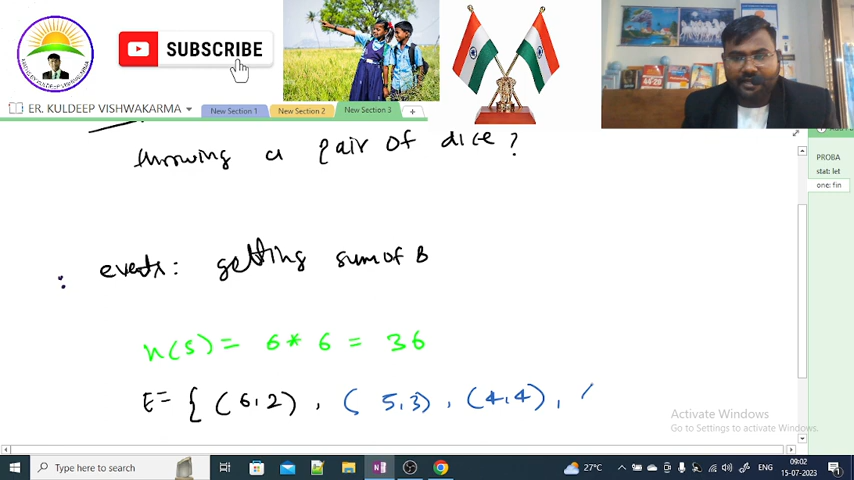 SUBSCRIBE
ER. KULDEEP VISHWAKARMA
New Section 1
New Section 2
New Section 3
+
throwing a pair of dice?
PROBA
stat: let
one; fin
events: getting sum of 8
n(S) = 6 * 6 = 36
E = { (6,2), (5,3), (4,4), (
Activate Windows
Go to Settings to activate Windows.
Type here to search
27°C
ENG
09:02
15-07-2023